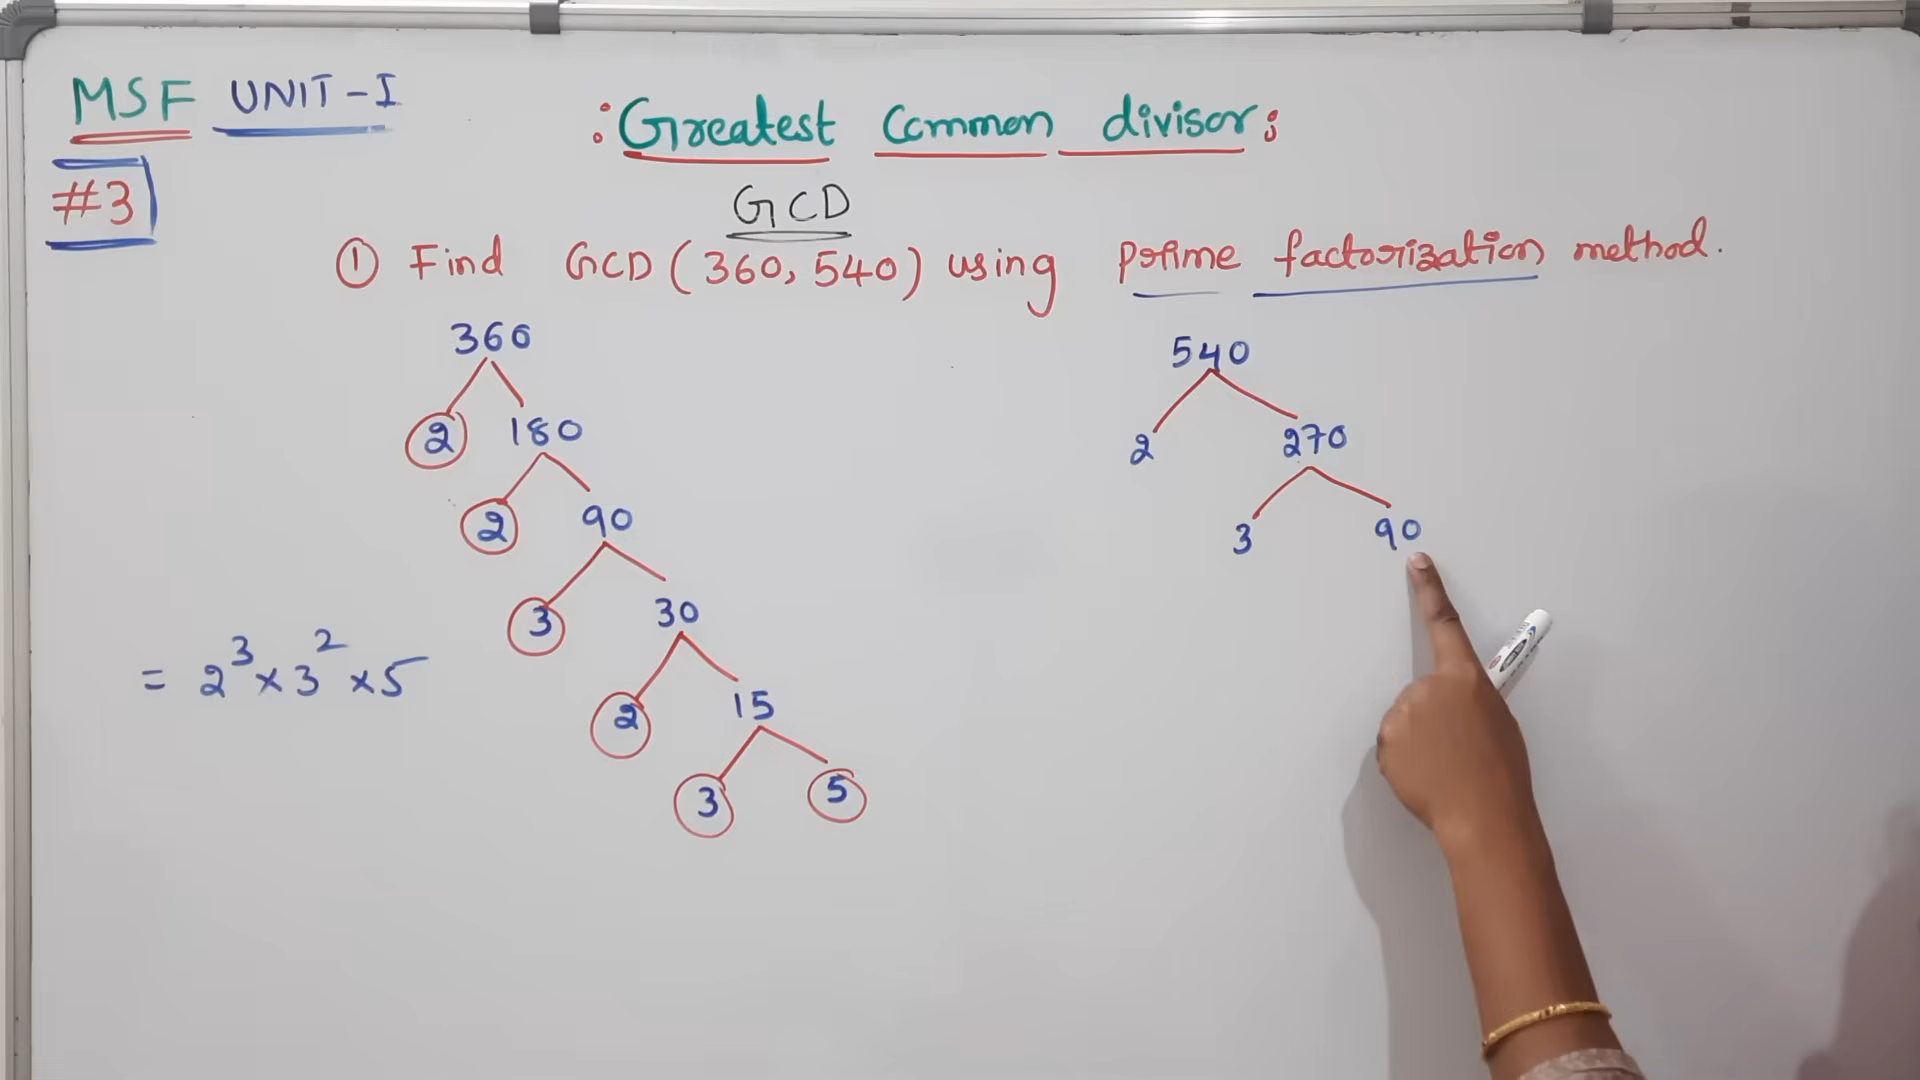 MSF UNIT-I
#3
:Greatest Common divisor:
GCD
① Find GCD(360, 540) using prime factorization method.
360
2 180
2 90
3 30
2 15
3 5
= 2³×3²×5
540
2 270
3 90